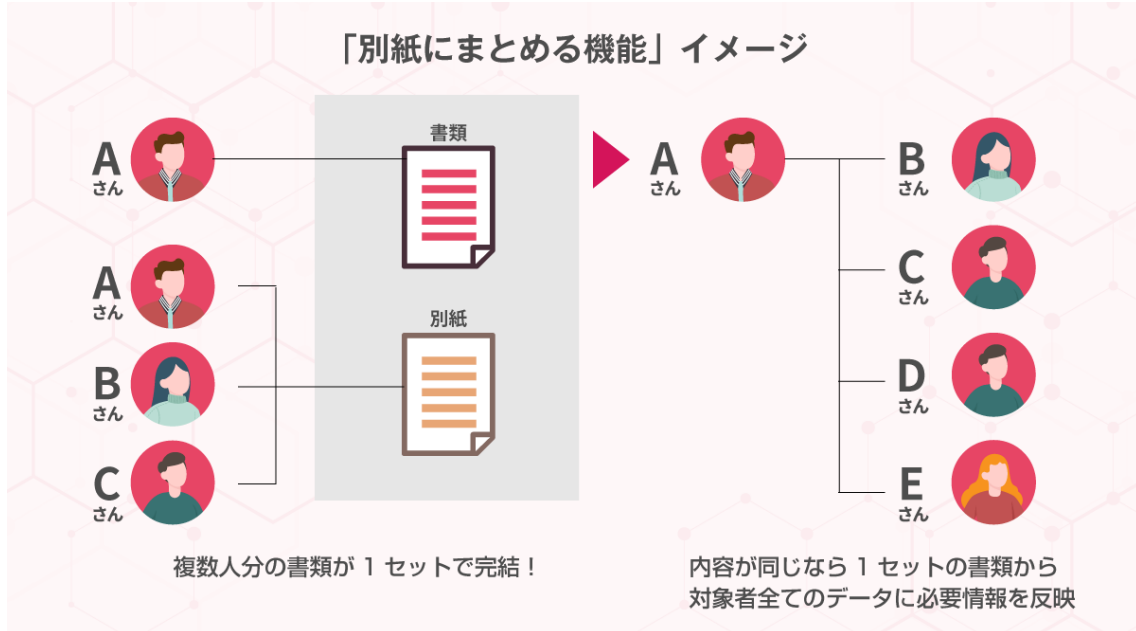 「別紙にまとめる機能」イメージ
書類
A
さん
A
さん
B
さん
C
さん
別紙
複数人分の書類が 1 セットで完結！
A
さん
B
さん
C
さん
D
さん
E
さん
内容が同じなら 1 セットの書類から
対象者全てのデータに必要情報を反映